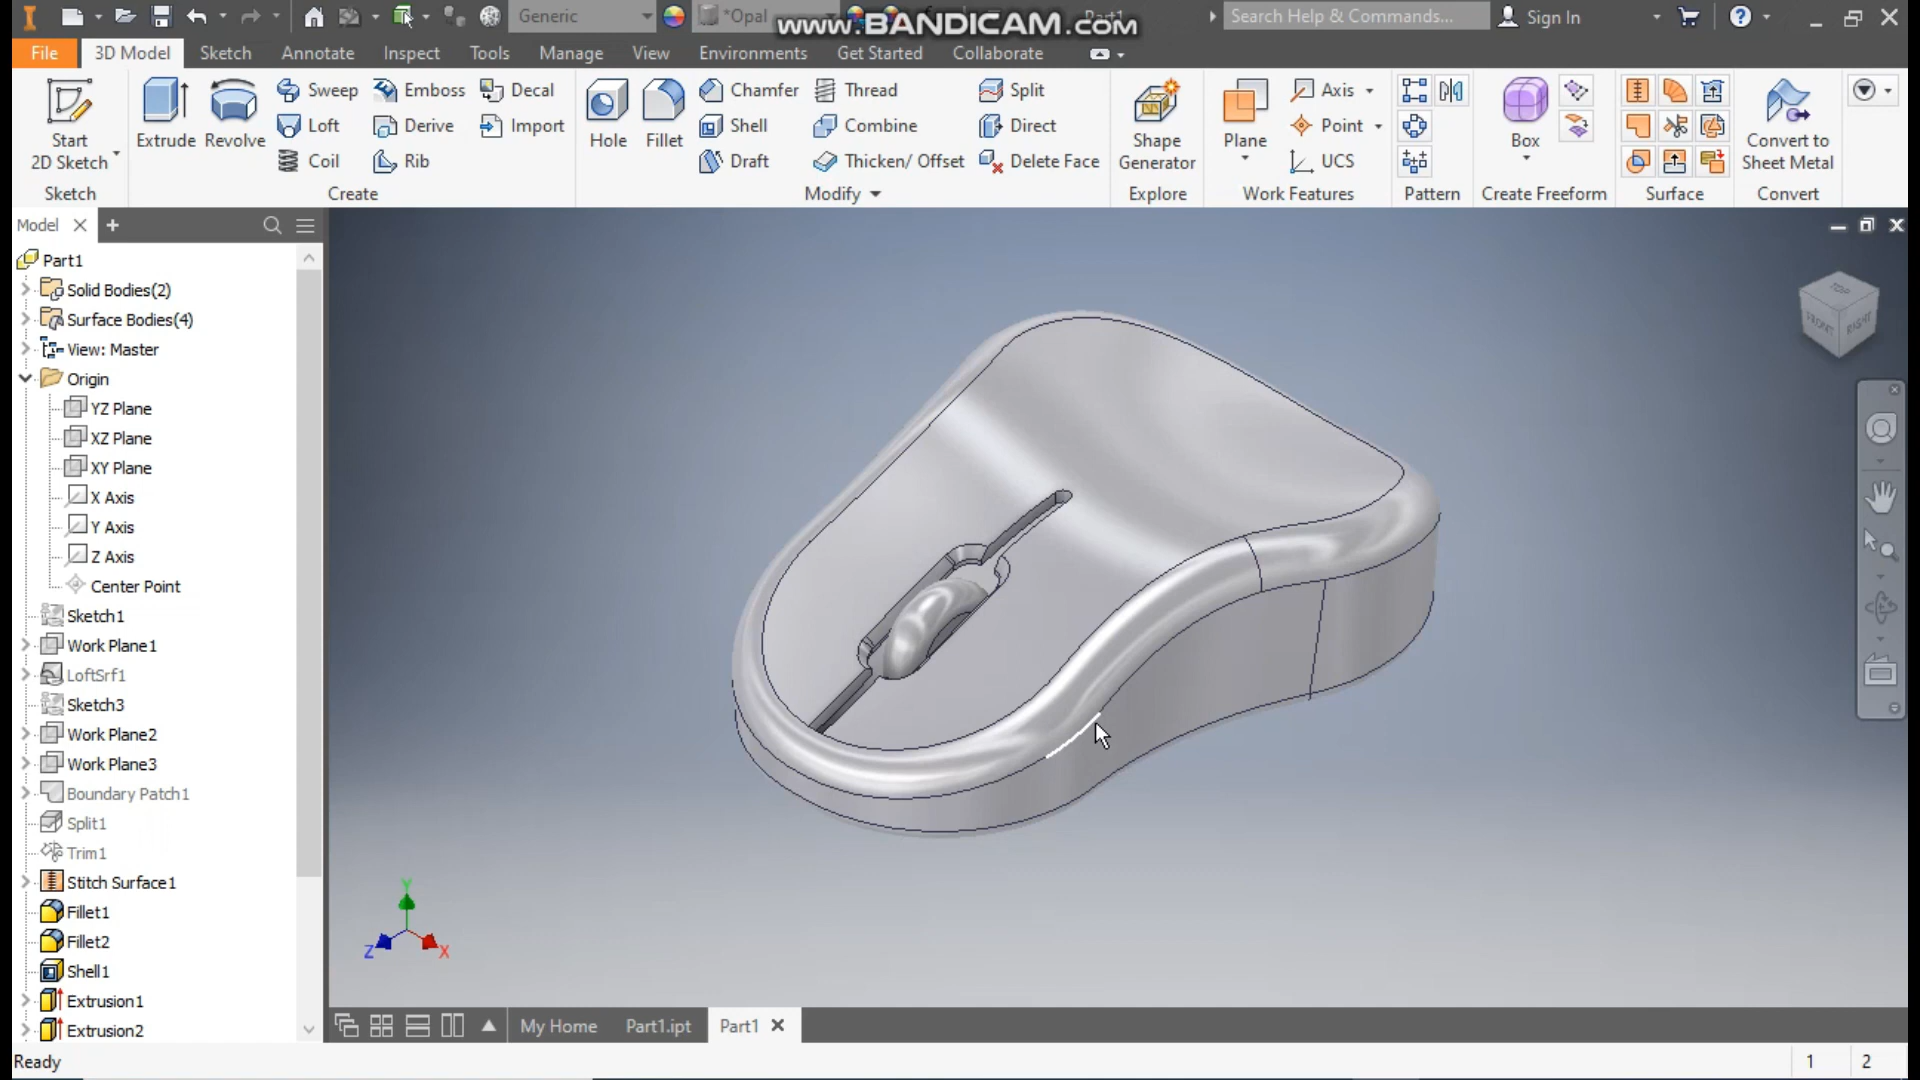 Generic
*Opal
Part1
www.BANDICAM.com
Search Help & Commands...
Sign In
File
3D Model
Sketch
Annotate
Inspect
Tools
Manage
View
Environments
Get Started
Collaborate
Start
2D Sketch
Sketch
Extrude
Revolve
Sweep
Emboss
Decal
Loft
Derive
Import
Coil
Rib
Create
Hole
Fillet
Chamfer
Thread
Split
Shell
Combine
Direct
Draft
Thicken/ Offset
Delete Face
Modify
Shape
Generator
Explore
Plane
Axis
Point
UCS
Work Features
Pattern
Box
Create Freeform
Surface
Convert to
Sheet Metal
Convert
Model
Part1
Solid Bodies(2)
Surface Bodies(4)
View: Master
Origin
YZ Plane
XZ Plane
XY Plane
X Axis
Y Axis
Z Axis
Center Point
Sketch1
Work Plane1
LoftSrf1
Sketch3
Work Plane2
Work Plane3
Boundary Patch1
Split1
Trim1
Stitch Surface1
Fillet1
Fillet2
Shell1
Extrusion1
Extrusion2
TOP
FRONT
RIGHT
Y
Z
X
My Home
Part1.ipt
Part1
Ready
1
2